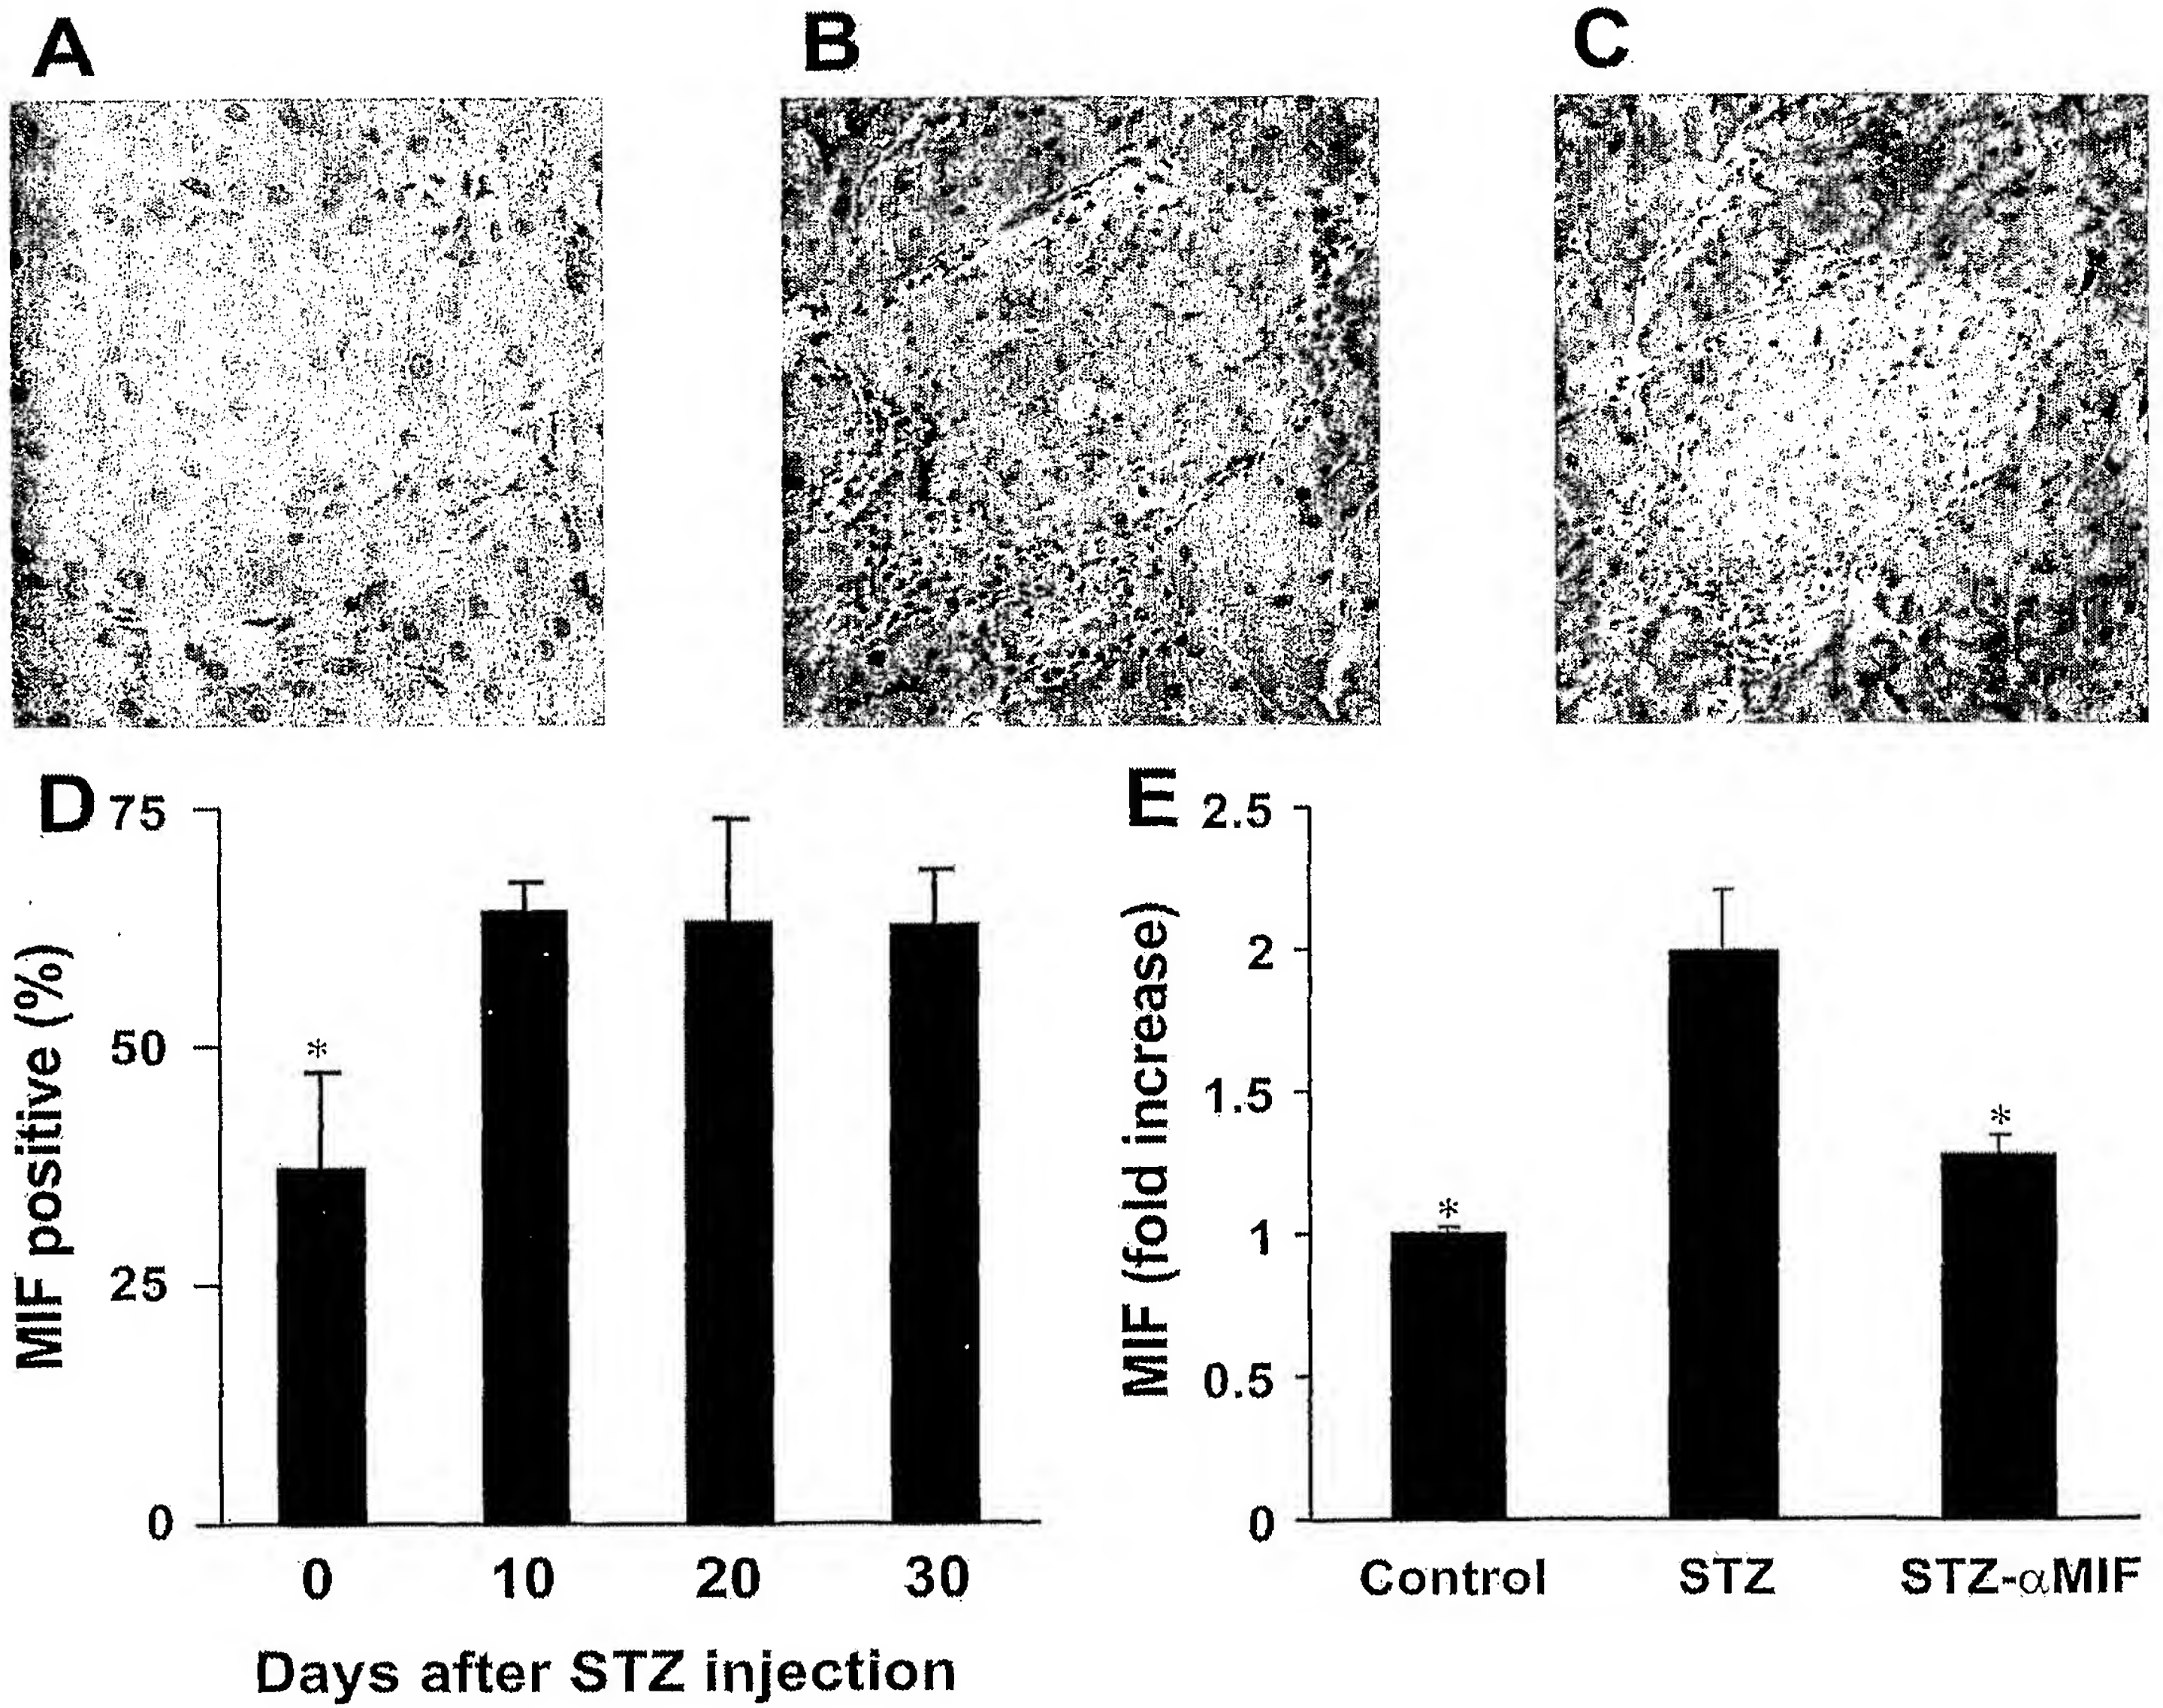 A
B
C
D
75
50
25
0
MIF positive (%)
*
0
10
20
30
Days after STZ injection
E
2.5
2
1.5
1
0.5
0
MIF (fold increase)
*
*
Control
STZ
STZ-αMIF